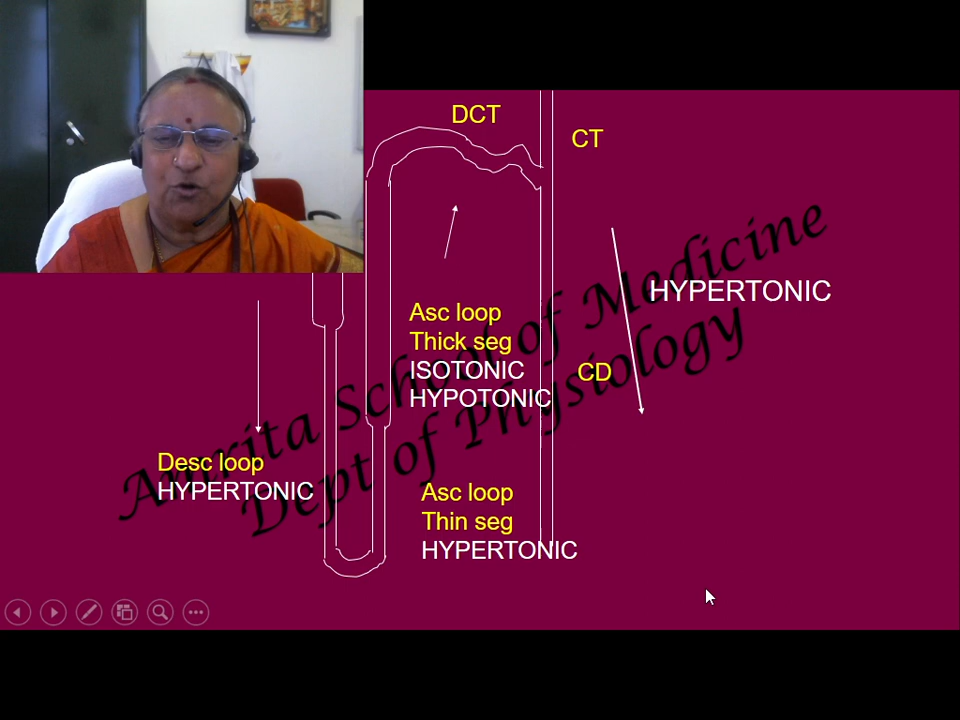 DCT
CT
HYPERTONIC
Asc loop
Thick seg
ISOTONIC
HYPOTONIC
CD
Desc loop
HYPERTONIC
Asc loop
Thin seg
HYPERTONIC
Amrita School of Medicine
Dept of Physiology